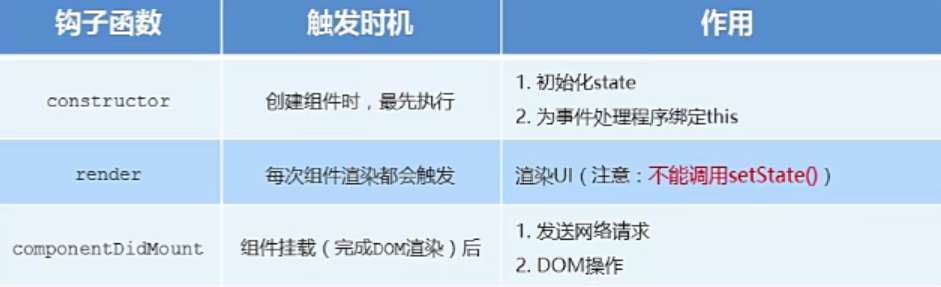 钩子函数 触发时机 作用
constructor 创建组件时，最先执行 1. 初始化state
2. 为事件处理程序绑定this
render 每次组件渲染都会触发 渲染UI（注意：不能调用setState()）
componentDidMount 组件挂载（完成DOM渲染）后 1. 发送网络请求
2. DOM操作